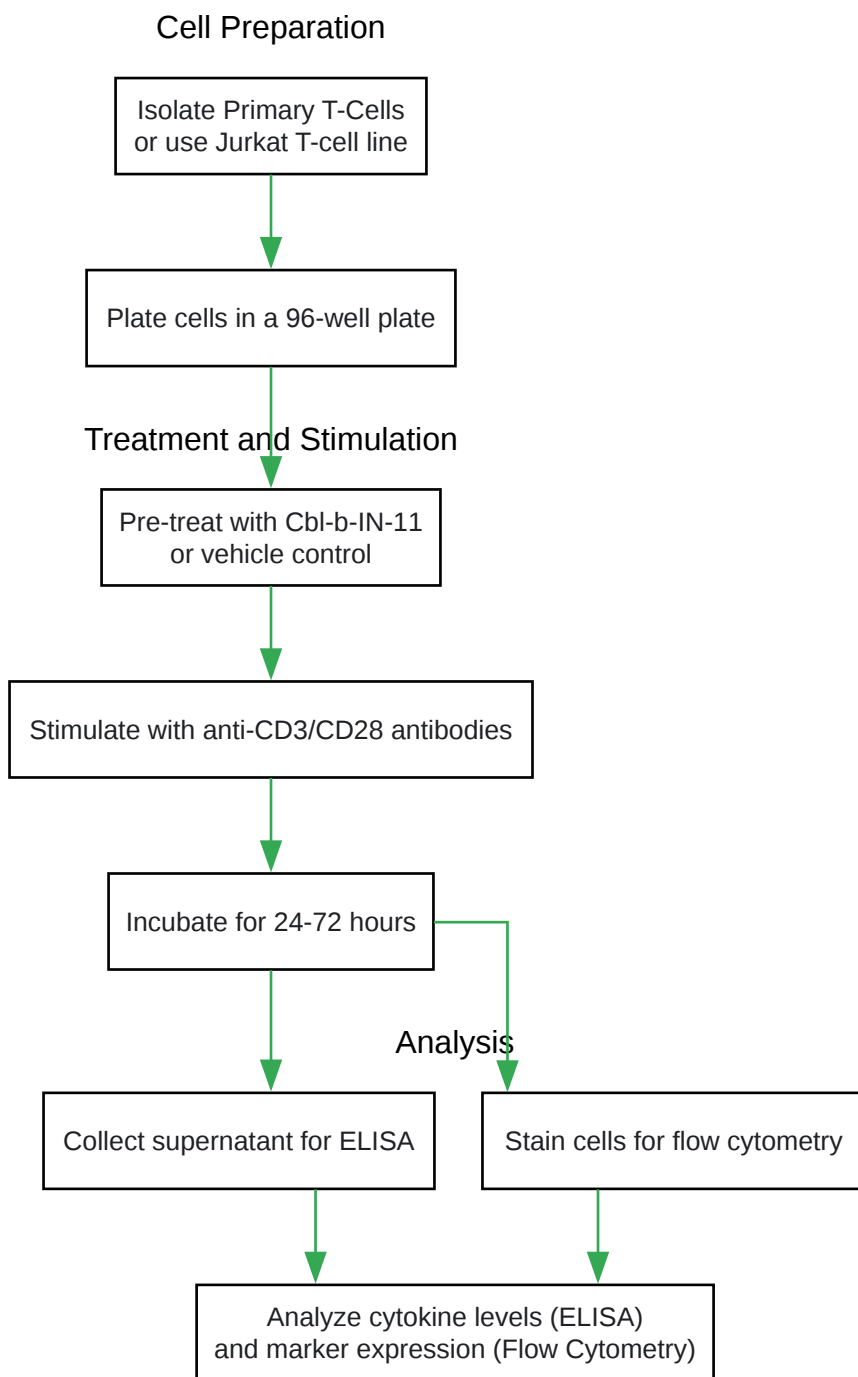 Cell Preparation
Isolate Primary T-Cells
or use Jurkat T-cell line
Plate cells in a 96-well plate
Treatment and Stimulation
Pre-treat with Cbl-b-IN-11
or vehicle control
Stimulate with anti-CD3/CD28 antibodies
Incubate for 24-72 hours
Analysis
Collect supernatant for ELISA
Stain cells for flow cytometry
Analyze cytokine levels (ELISA)
and marker expression (Flow Cytometry)